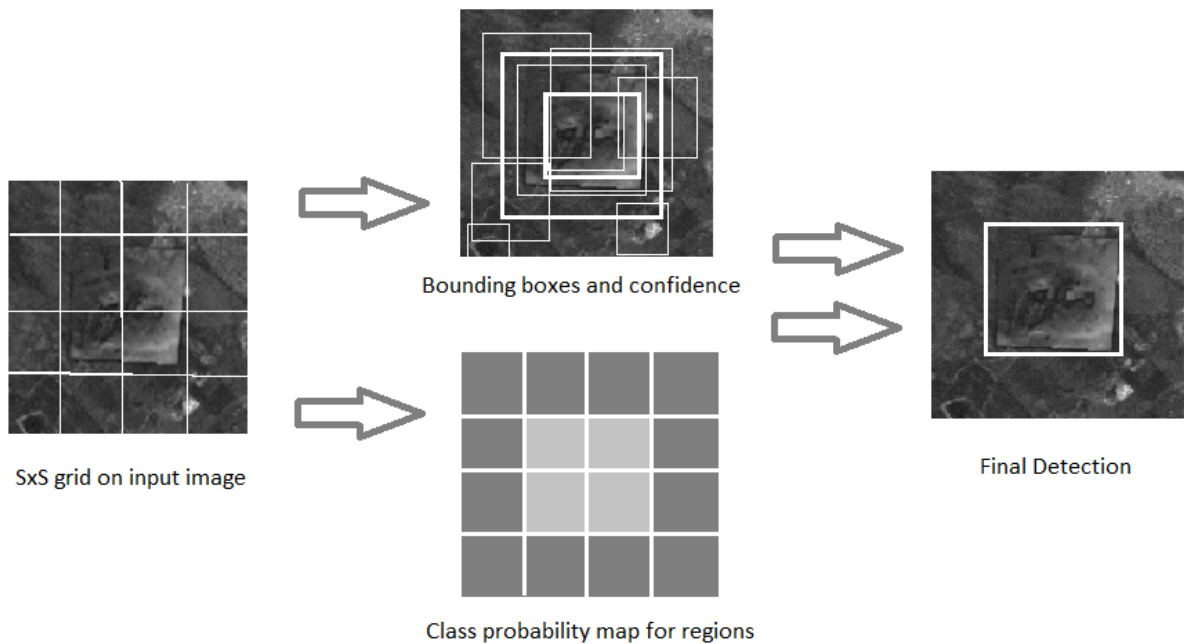 Bounding boxes and confidence
SxS grid on input image
Final Detection
Class probability map for regions